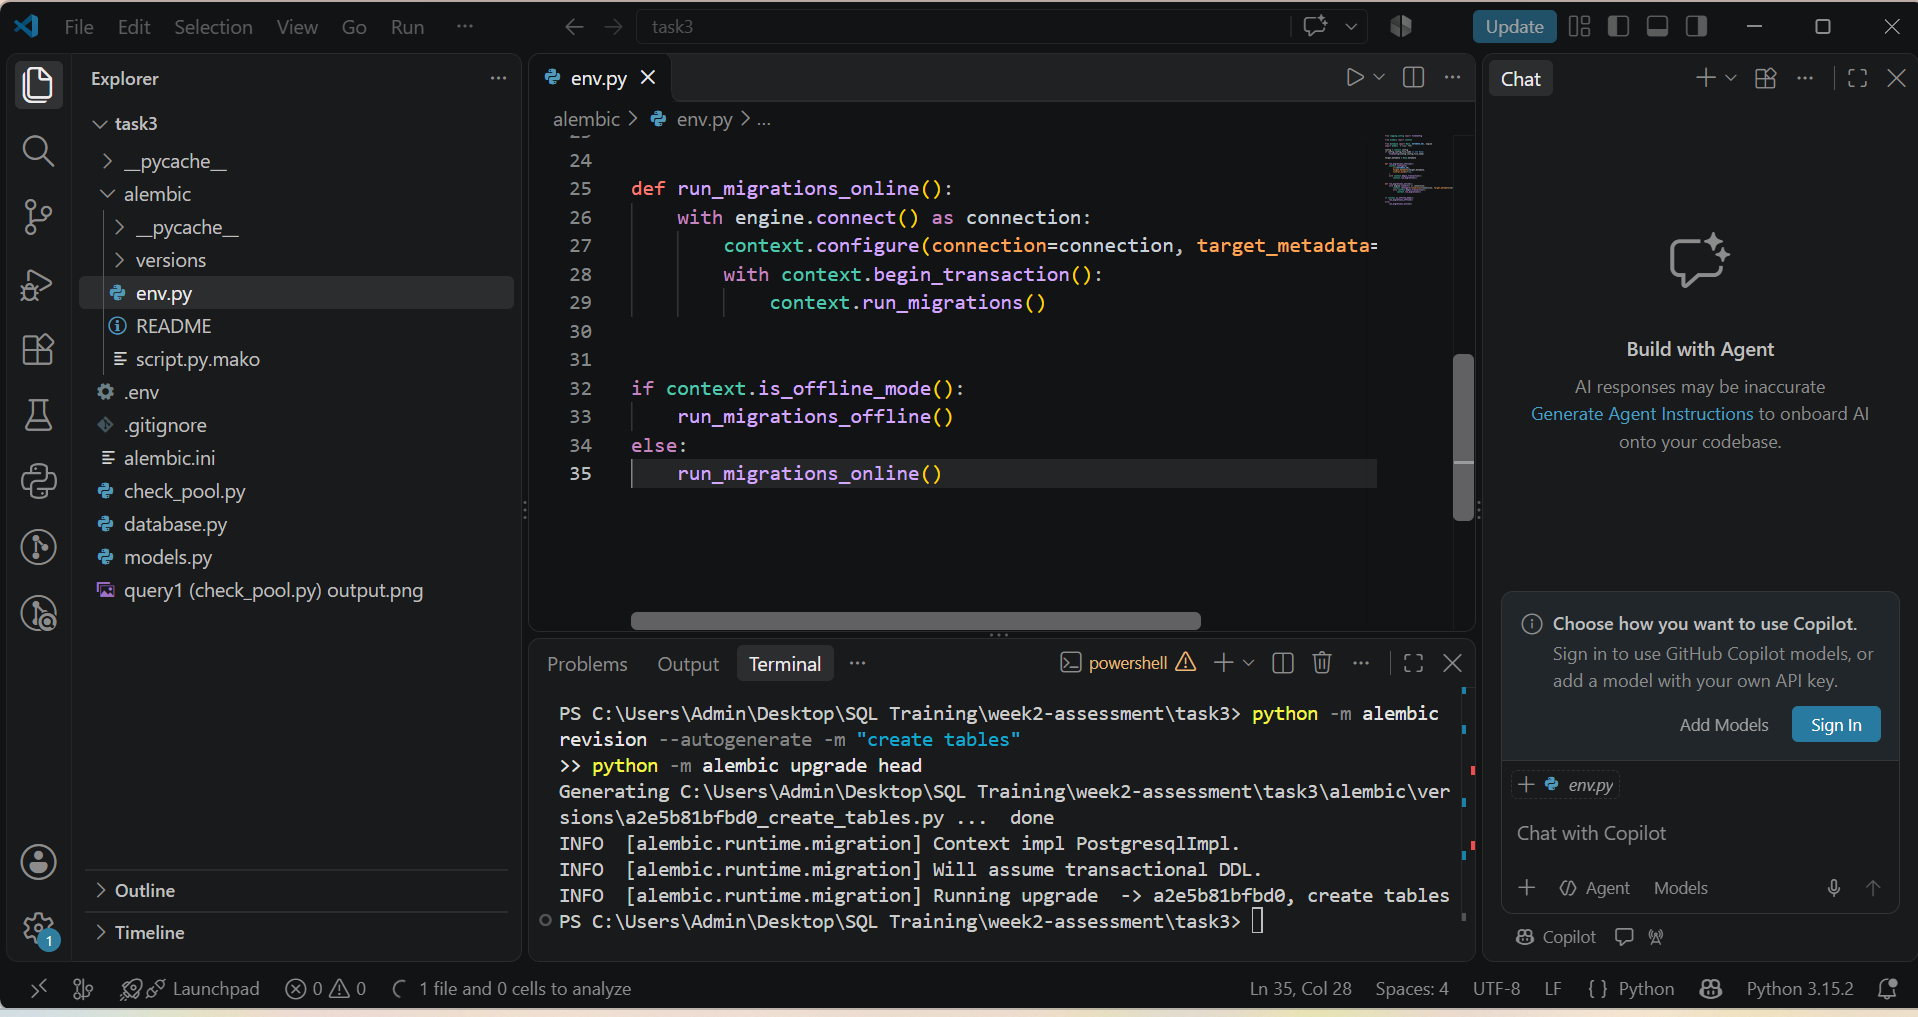 File Edit Selection View Go Run ···
task3
Update
Explorer
task3
__pycache__
alembic
__pycache__
versions
env.py
README
script.py.mako
.env
.gitignore
alembic.ini
check_pool.py
database.py
models.py
query1 (check_pool.py) output.png
Outline
Timeline
1
env.py
alembic > env.py > ...
24
25 def run_migrations_online():
26 with engine.connect() as connection:
27 context.configure(connection=connection, target_metadata=
28 with context.begin_transaction():
29 context.run_migrations()
30
31
32 if context.is_offline_mode():
33 run_migrations_offline()
34 else:
35 run_migrations_online()
Problems Output Terminal ···
powershell
PS C:\Users\Admin\Desktop\SQL Training\week2-assessment\task3> python -m alembic
revision --autogenerate -m "create tables"
>> python -m alembic upgrade head
Generating C:\Users\Admin\Desktop\SQL Training\week2-assessment\task3\alembic\ver
sions\a2e5b81bfbd0_create_tables.py ... done
INFO [alembic.runtime.migration] Context impl PostgresqlImpl.
INFO [alembic.runtime.migration] Will assume transactional DDL.
INFO [alembic.runtime.migration] Running upgrade -> a2e5b81bfbd0, create tables
PS C:\Users\Admin\Desktop\SQL Training\week2-assessment\task3>
Chat
Build with Agent
AI responses may be inaccurate
Generate Agent Instructions to onboard AI
onto your codebase.
Choose how you want to use Copilot.
Sign in to use GitHub Copilot models, or
add a model with your own API key.
Add Models Sign In
env.py
Chat with Copilot
Agent Models
Copilot
Launchpad 0 0 1 file and 0 cells to analyze
Ln 35, Col 28 Spaces: 4 UTF-8 LF { } Python Python 3.15.2